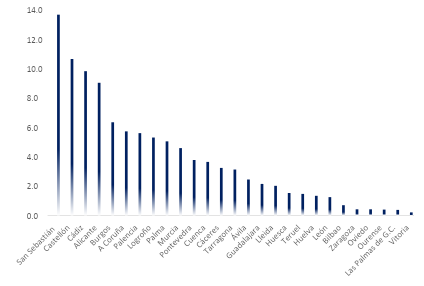 14.0
12.0
10.0
8.0
6.0
4.0
2.0
0.0
San Sebastián
Castellón
Cádiz
Alicante
Burgos
A Coruña
Palencia
Logroño
Palma
Murcia
Pontevedra
Cuenca
Cáceres
Tarragona
Ávila
Guadalajara
Lleida
Huesca
Teruel
Huelva
León
Bilbao
Zaragoza
Oviedo
Ourense
Las Palmas de G.C.
Vitoria